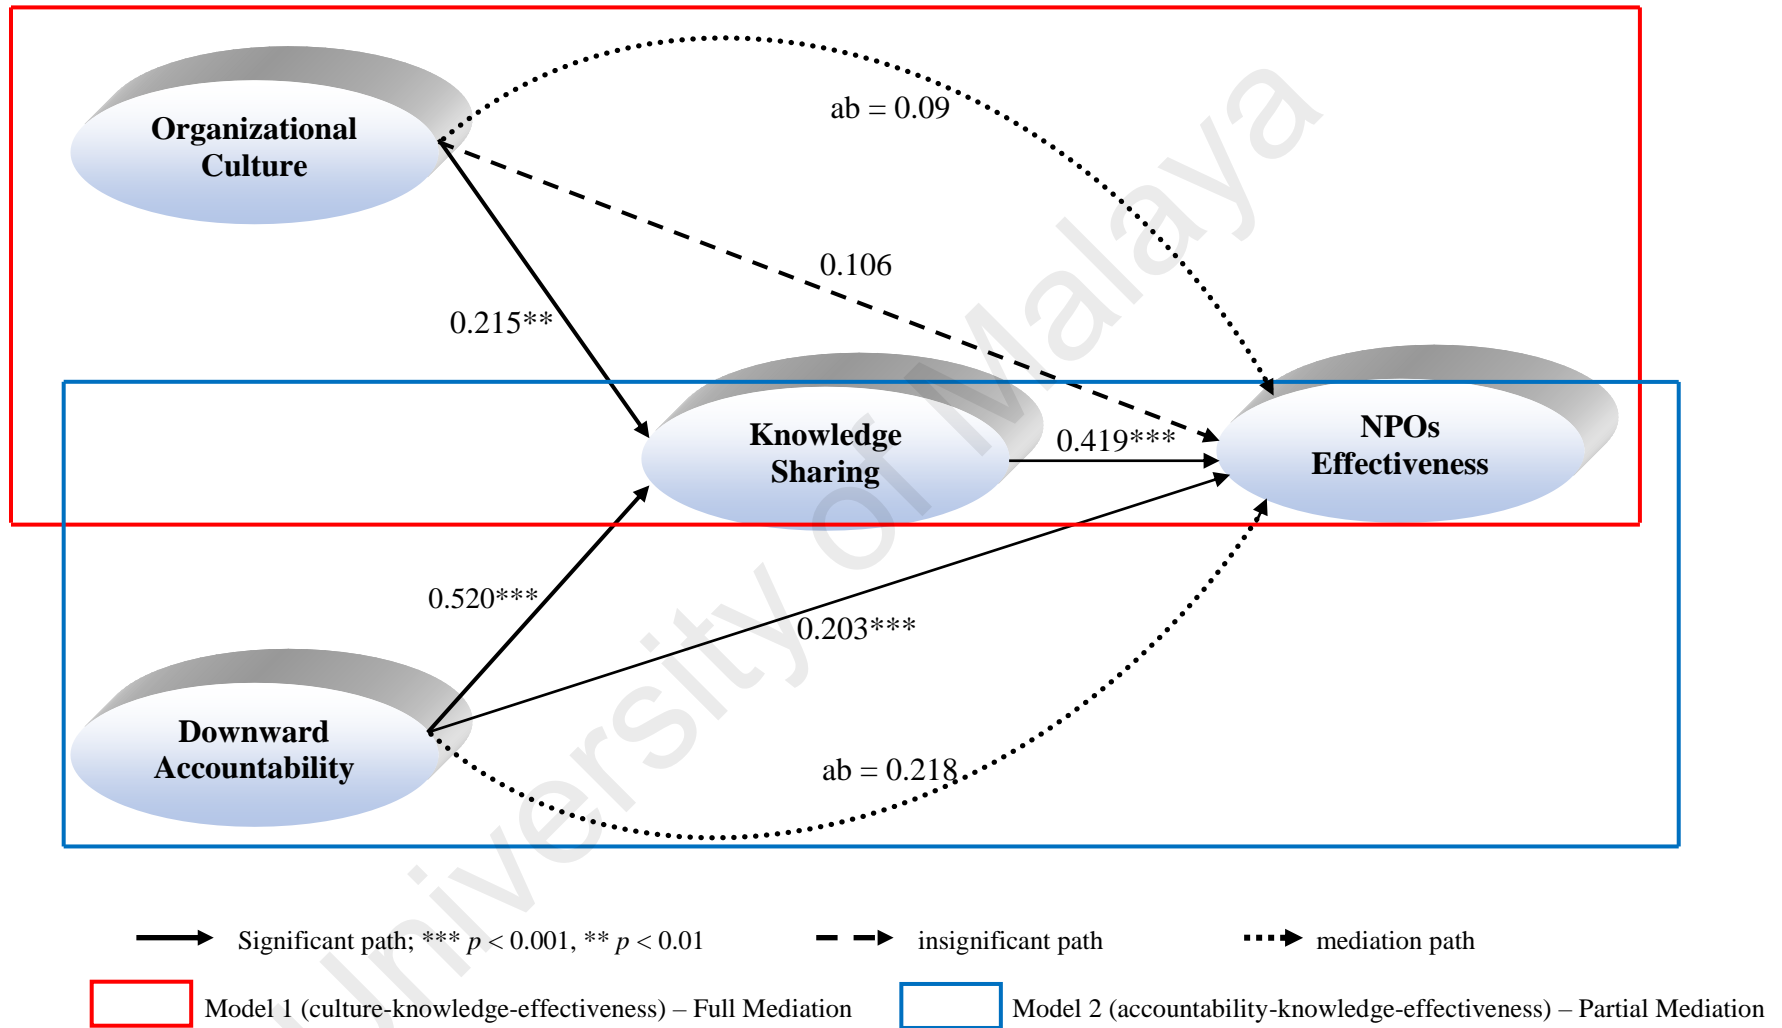 ab = 0.09
Organizational
Culture
0.106
0.215**
Knowledge
Sharing
0.419***
NPOs
Effectiveness
0.520***
0.203***
Downward
Accountability
ab = 0.218
University of Malaya
Significant path; *** p < 0.001, ** p < 0.01
insignificant path
mediation path
Model 1 (culture-knowledge-effectiveness) – Full Mediation
Model 2 (accountability-knowledge-effectiveness) – Partial Mediation